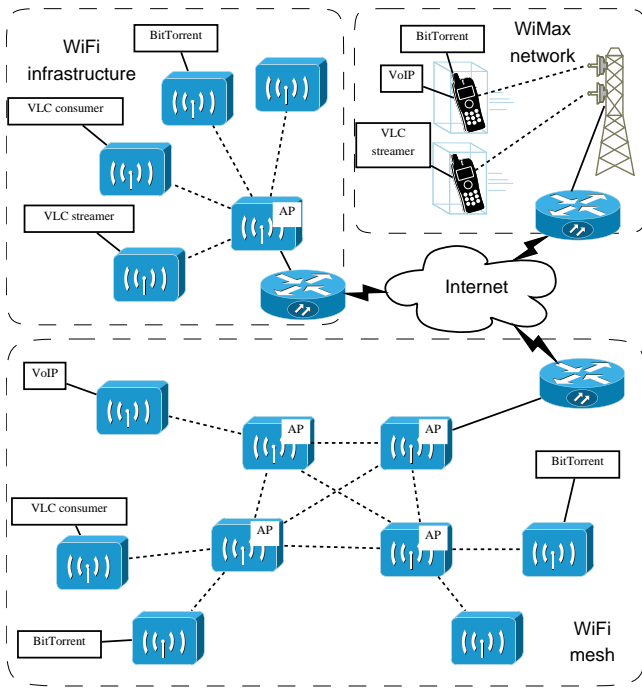 WiFi
infrastructure
BitTorrent
VLC consumer
VLC streamer
AP
WiMax
network
BitTorrent
VoIP
VLC
streamer
Internet
VoIP
AP
AP
BitTorrent
VLC consumer
AP
AP
BitTorrent
WiFi
mesh